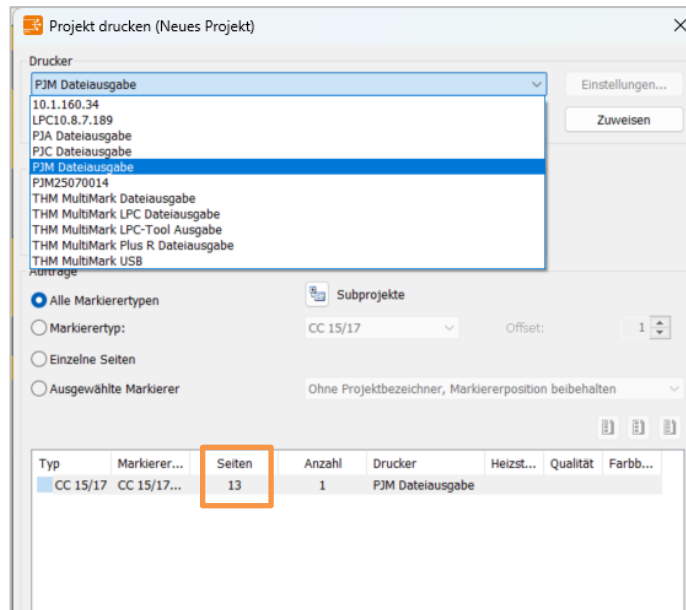 Projekt drucken (Neues Projekt)
Drucker
PJM Dateiausgabe
Einstellungen...
10.1.160.34
LPC10.8.7.189
Zuweisen
PJA Dateiausgabe
PJC Dateiausgabe
PJM Dateiausgabe
PJM25070014
THM MultiMark Dateiausgabe
THM MultiMark LPC Dateiausgabe
THM MultiMark LPC-Tool Ausgabe
THM MultiMark Plus R Dateiausgabe
THM MultiMark USB
Aufträge
Alle Markierertypen
Subprojekte
Markierertyp: CC 15/17 Offset: 1
Einzelne Seiten
Ausgewählte Markierer Ohne Projektbezeichner, Markiererposition beibehalten
Typ Markierer... Seiten Anzahl Drucker Heizst... Qualität Farbb...
CC 15/17 CC 15/17... 13 1 PJM Dateiausgabe